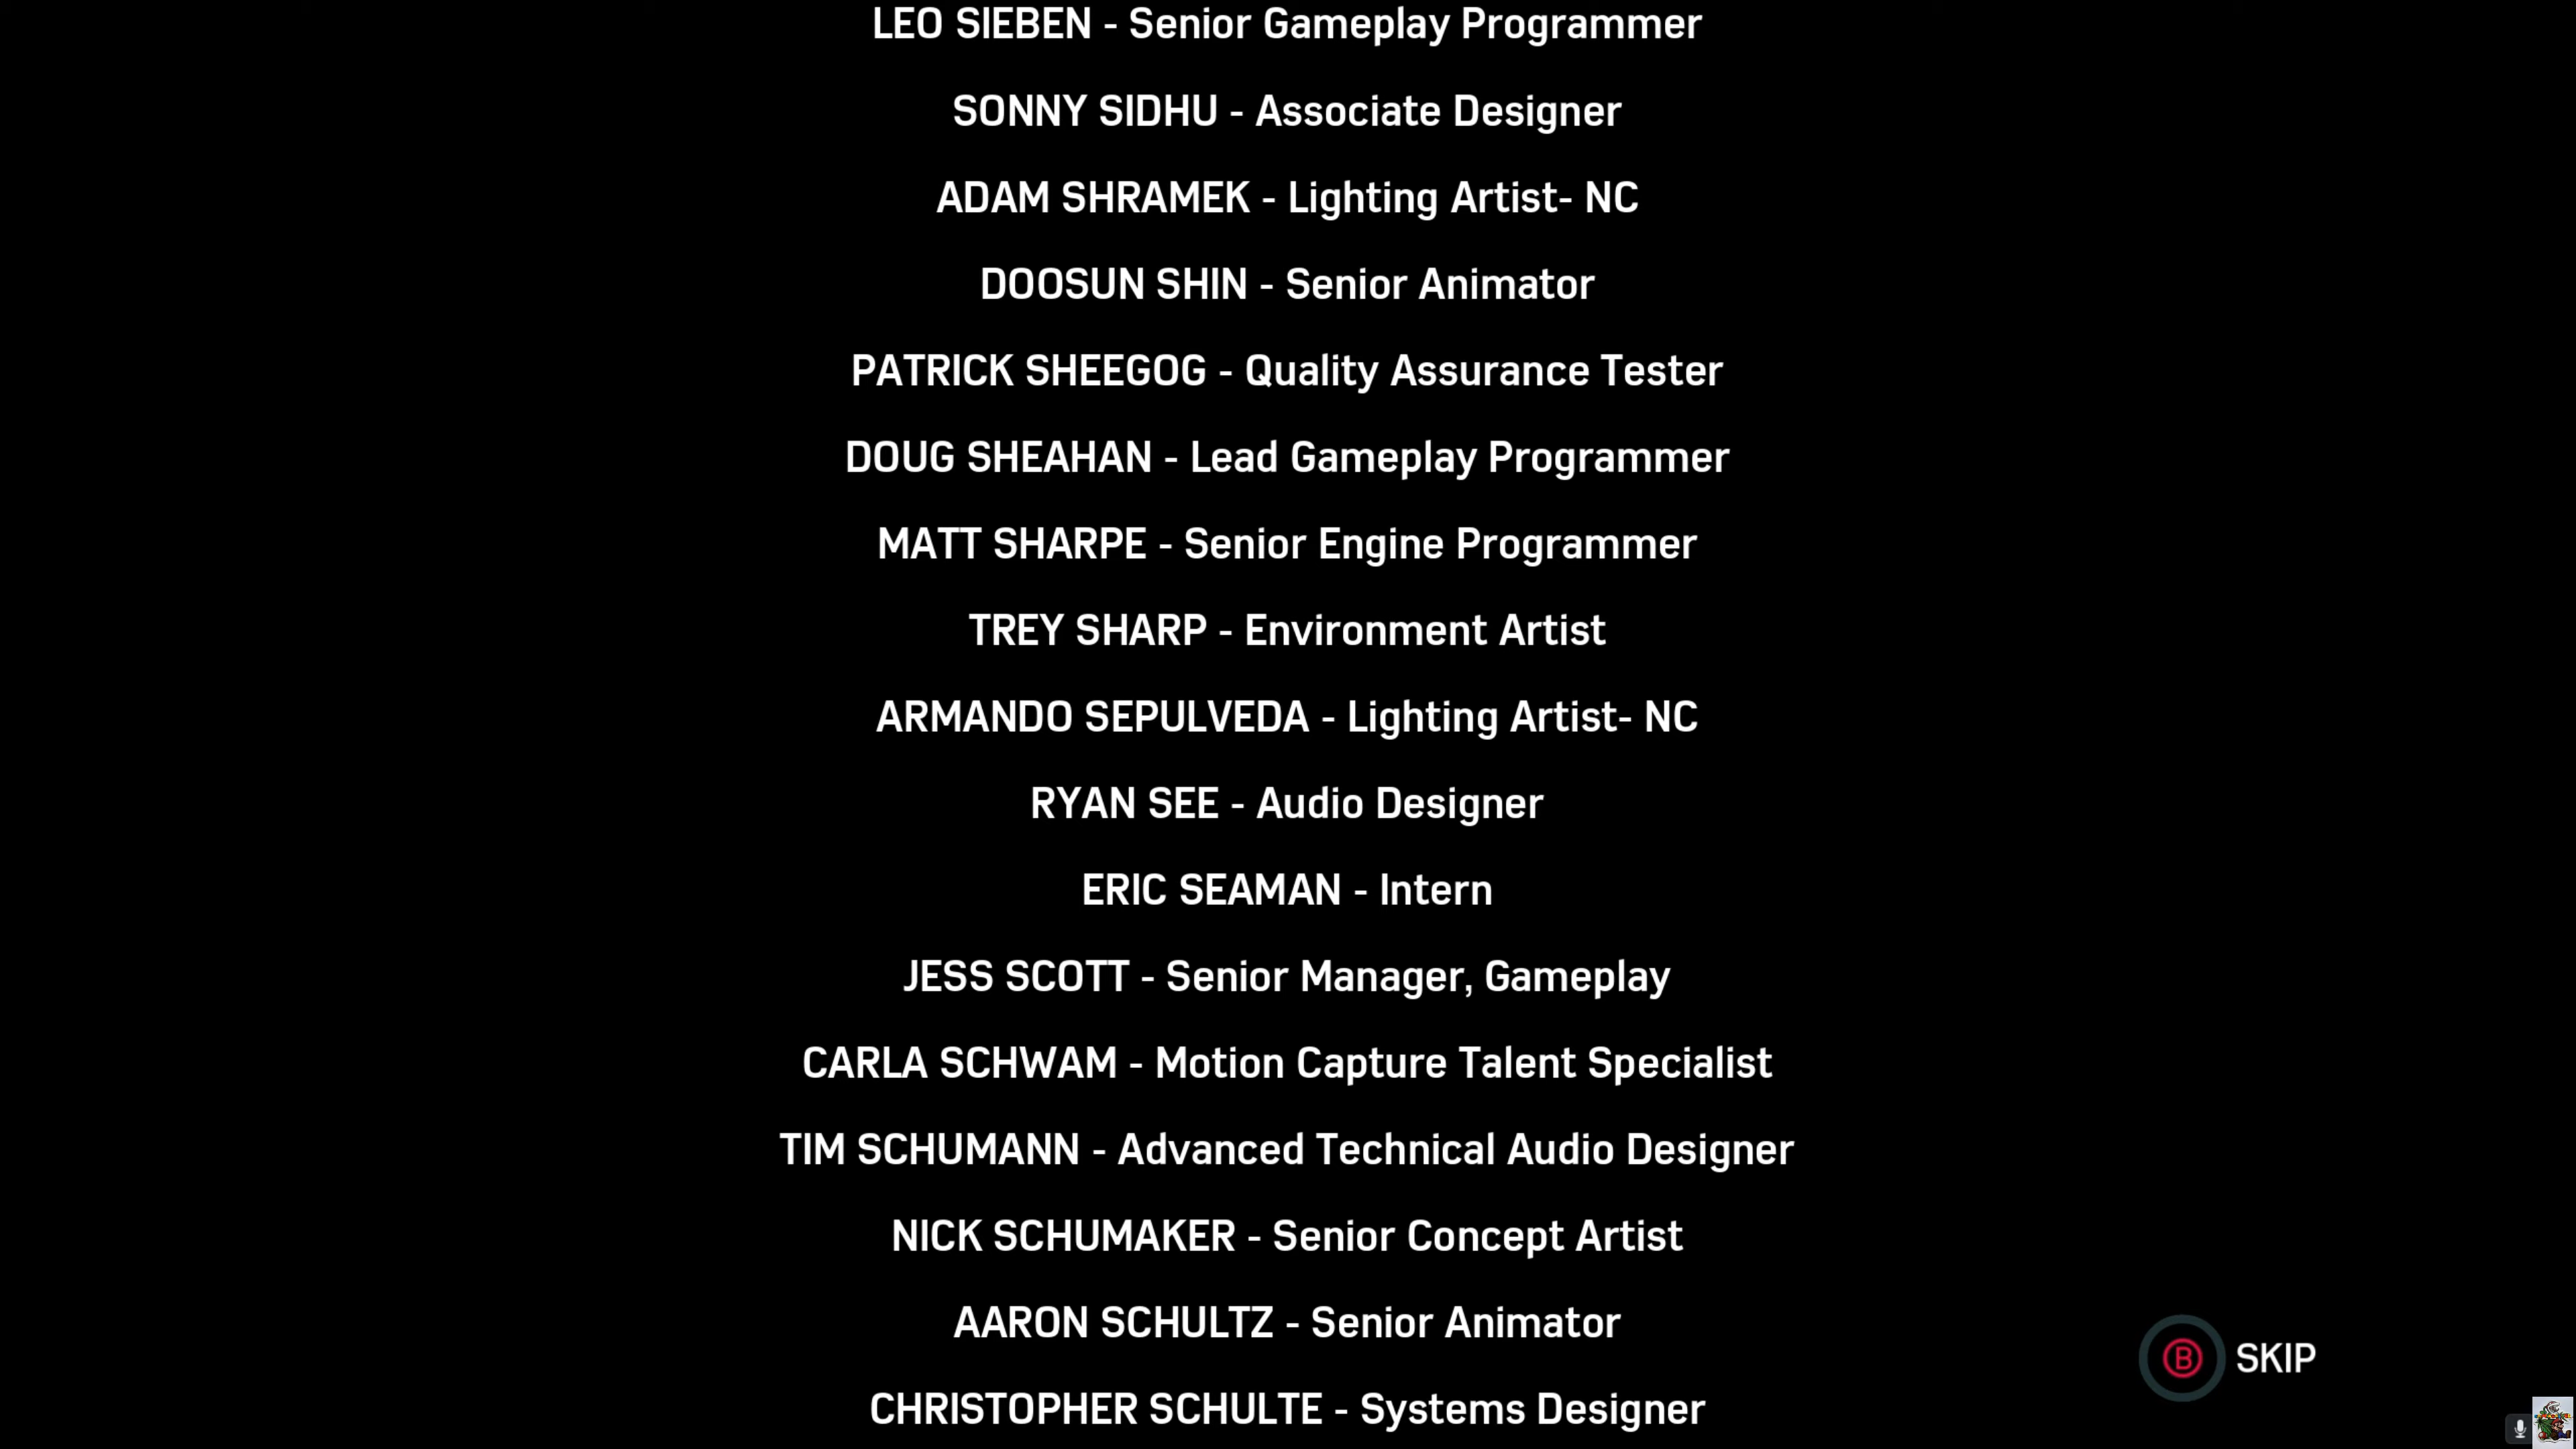 LEO SIEBEN - Senior Gameplay Programmer
SONNY SIDHU - Associate Designer
ADAM SHRAMEK - Lighting Artist- NC
DOOSUN SHIN - Senior Animator
PATRICK SHEEGOG - Quality Assurance Tester
DOUG SHEAHAN - Lead Gameplay Programmer
MATT SHARPE - Senior Engine Programmer
TREY SHARP - Environment Artist
ARMANDO SEPULVEDA - Lighting Artist- NC
RYAN SEE - Audio Designer
ERIC SEAMAN - Intern
JESS SCOTT - Senior Manager, Gameplay
CARLA SCHWAM - Motion Capture Talent Specialist
TIM SCHUMANN - Advanced Technical Audio Designer
NICK SCHUMAKER - Senior Concept Artist
AARON SCHULTZ - Senior Animator
B SKIP
CHRISTOPHER SCHULTE - Systems Designer